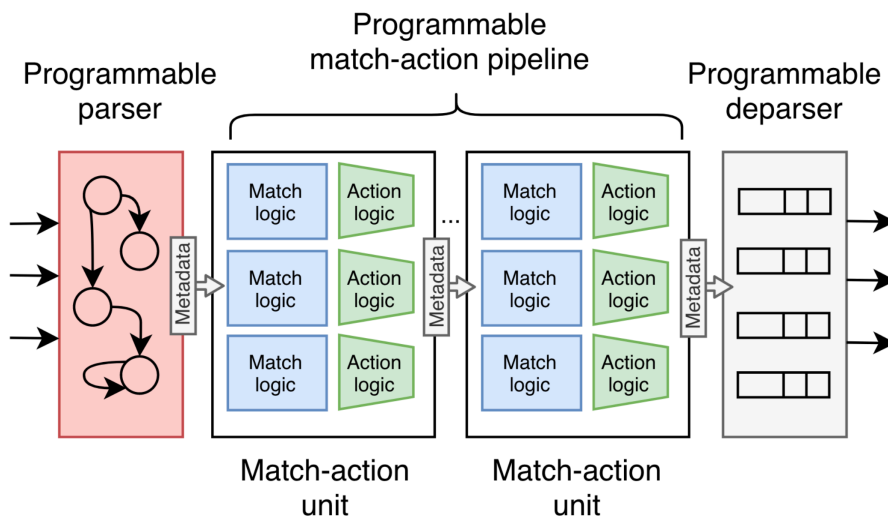 Programmable
match-action pipeline
Programmable
parser
Programmable
deparser
Metadata
Match
logic
Action
logic
Match
logic
Action
logic
Match
logic
Action
logic
...
Metadata
Match
logic
Action
logic
Match
logic
Action
logic
Match
logic
Action
logic
Metadata
Match-action
unit
Match-action
unit